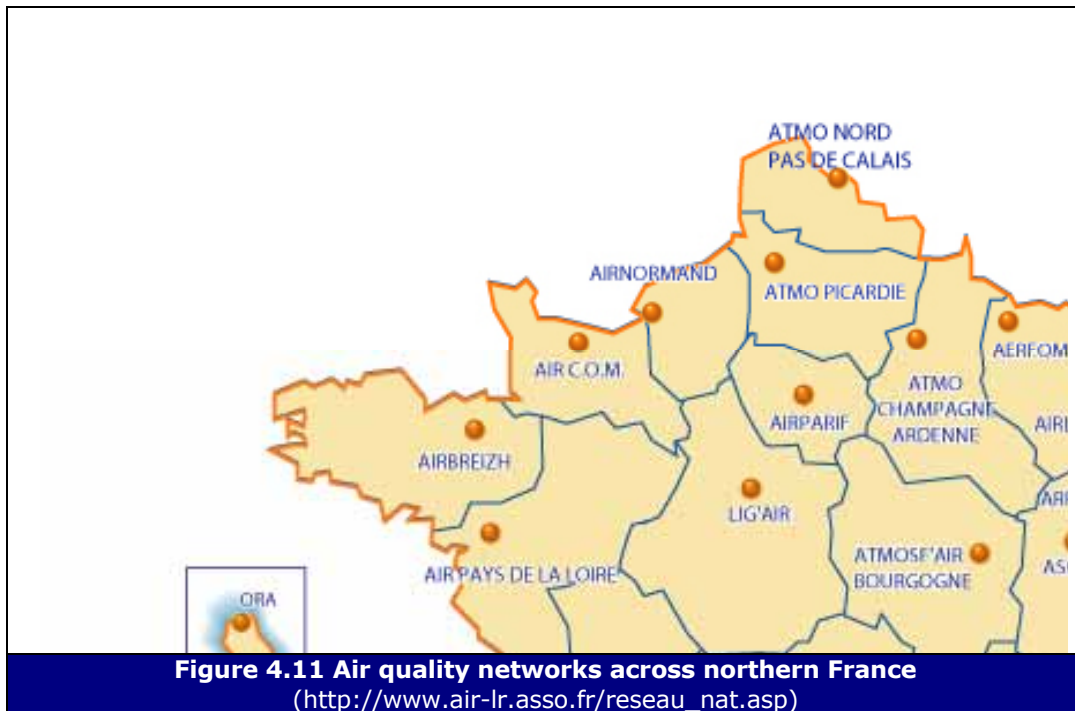 ATMO NORD
PAS DE CALAIS
AIRNORMAND
ATMO PICARDIE
AIR C.O.M.
ATMO
CHAMPAGNE
ARDENNE
AIRPARIF
AIRBREIZH
LIG'AIR
ATMOSF'AIR
BOURGOGNE
AIR PAYS DE LA LOIRE
ORA
Figure 4.11 Air quality networks across northern France
(http://www.air-lr.asso.fr/reseau_nat.asp)